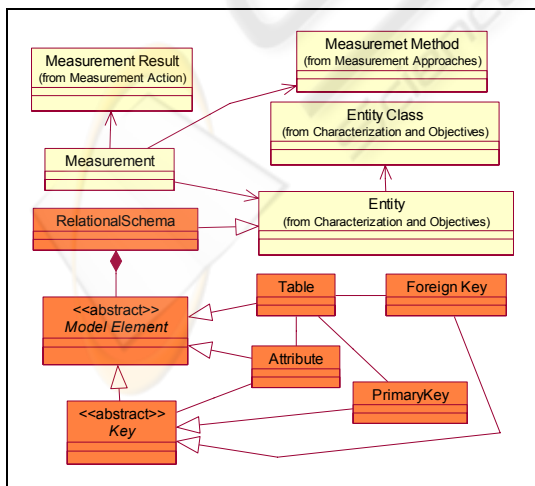 Measurement Result
(from Measurement Action)
Measuremet Method
(from Measurement Approaches)
Entity Class
(from Characterization and Objectives)
Measurement
Entity
(from Characterization and Objectives)
RelationalSchema
<<abstract>>
Model Element
Table
Foreign Key
Attribute
PrimaryKey
<<abstract>>
Key